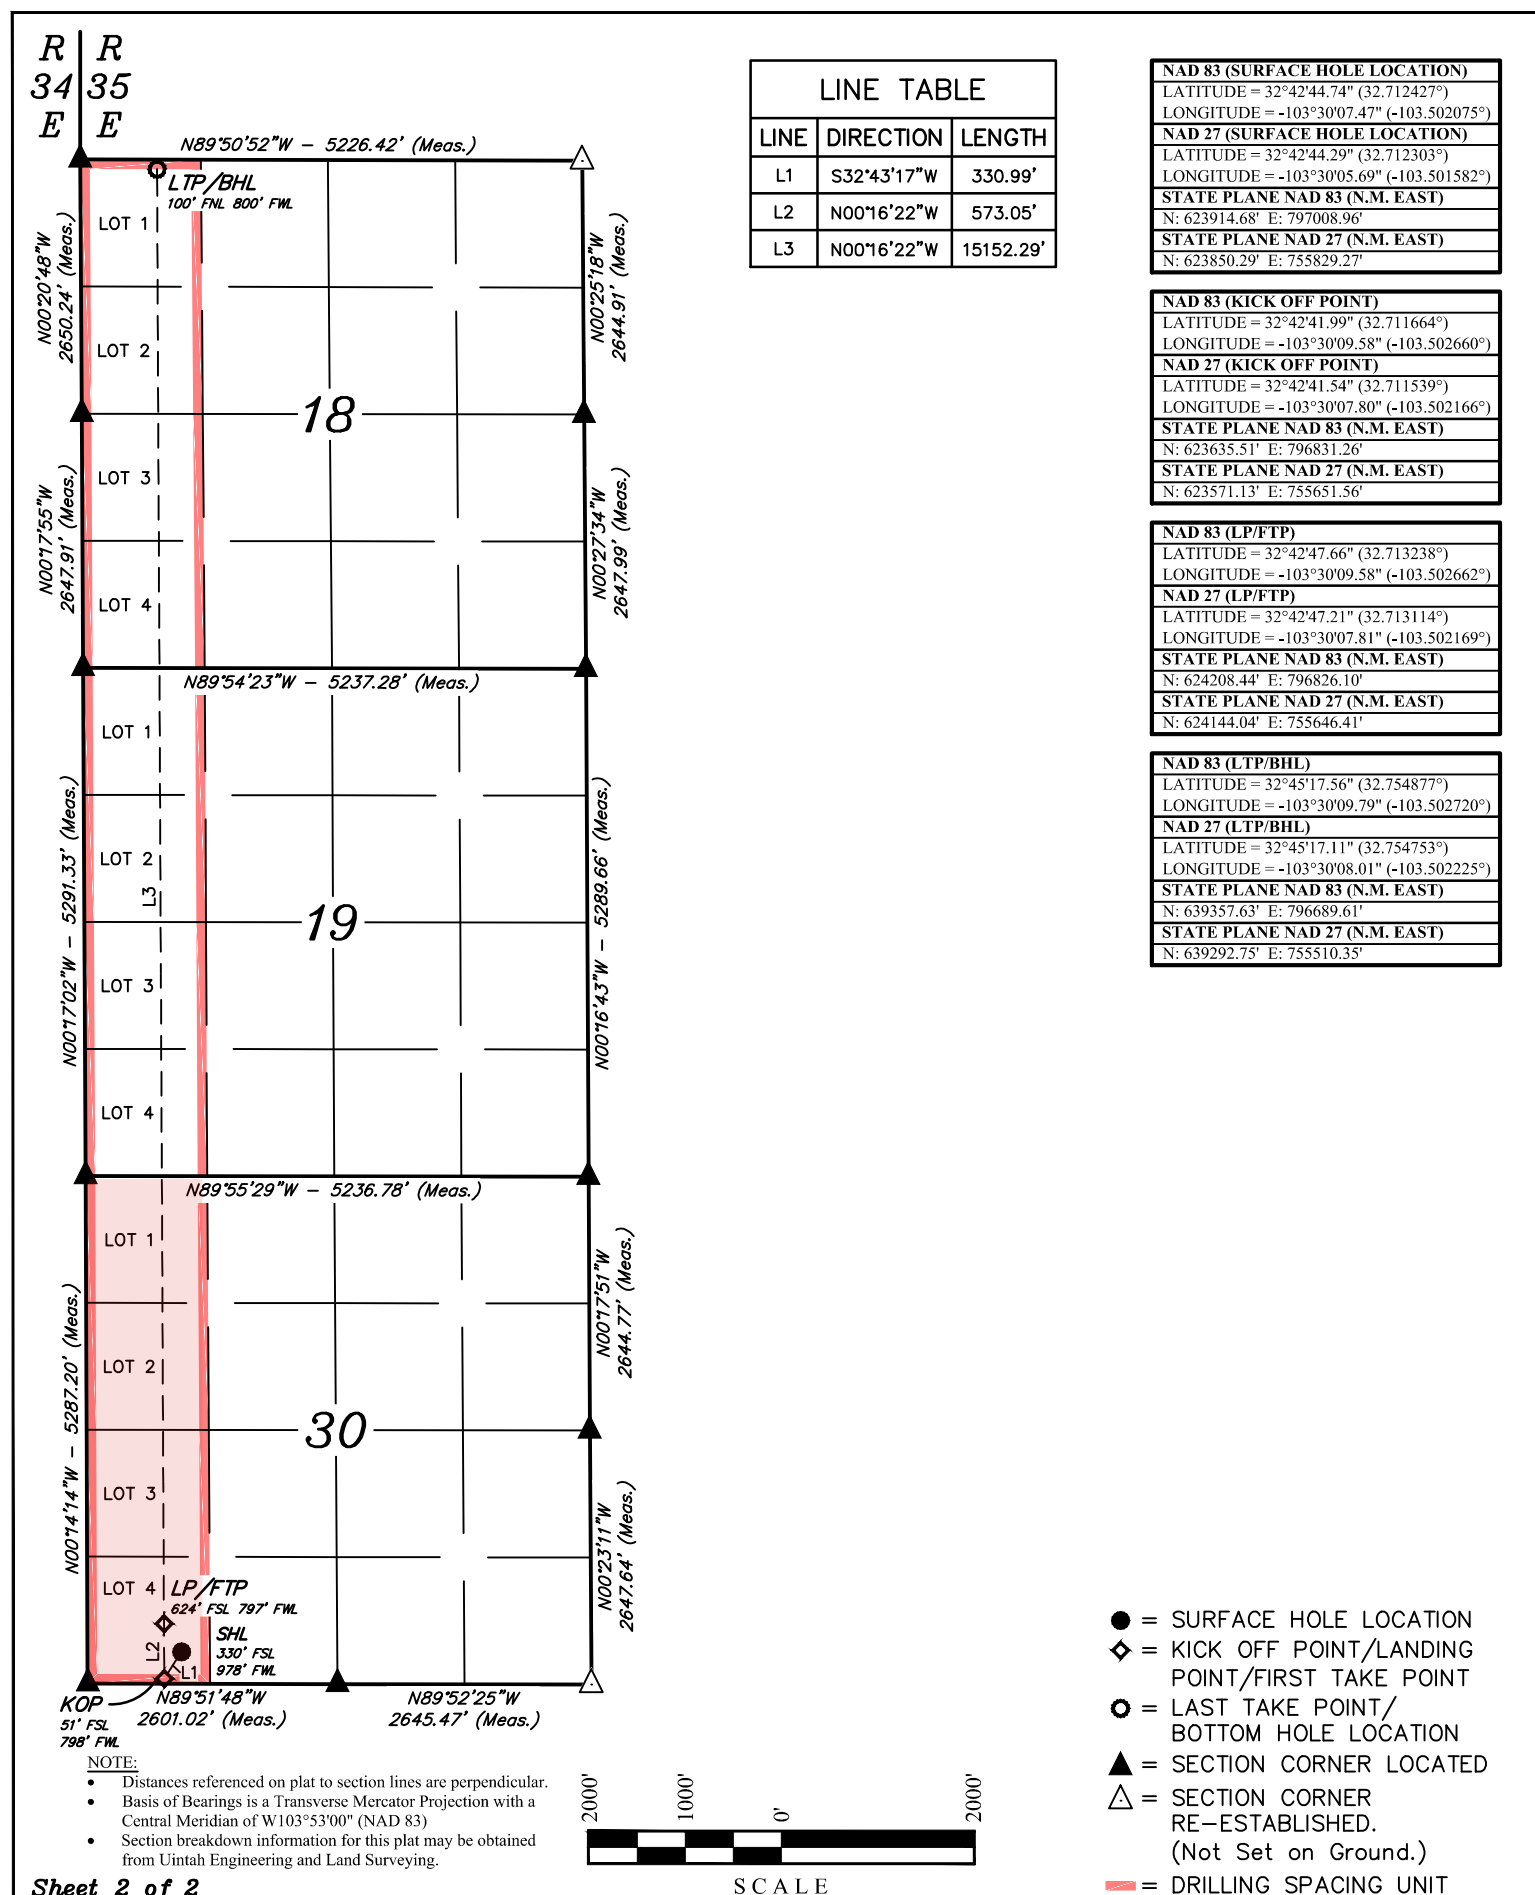 R R
34 35
E E
N89°50'52"W - 5226.42' (Meas.)
LTP/BHL
100' FNL 800' FWL
LOT 1
N00°20'48"W
2650.24' (Meas.)
N00°25'18"W
2644.91' (Meas.)
LOT 2
18
LOT 3
N00°17'55"W
2647.91' (Meas.)
N00°27'34"W
2647.99' (Meas.)
LOT 4
N89°54'23"W - 5237.28' (Meas.)
LOT 1
N00°17'02"W - 5291.33' (Meas.)
N00°16'43"W - 5289.66' (Meas.)
LOT 2
L3
19
LOT 3
LOT 4
N89°55'29"W - 5236.78' (Meas.)
LOT 1
N00°17'51"W
2644.77' (Meas.)
N00°14'14"W - 5287.20' (Meas.)
LOT 2
30
LOT 3
N00°23'11"W
2647.64' (Meas.)
LOT 4
LP/FTP
624' FSL 797' FWL
SHL
330' FSL
978' FWL
L2
L1
KOP
51' FSL
798' FWL
N89°51'48"W
2601.02' (Meas.)
N89°52'25"W
2645.47' (Meas.)
LINE TABLE
LINE DIRECTION LENGTH
L1 S32°43'17"W 330.99'
L2 N00°16'22"W 573.05'
L3 N00°16'22"W 15152.29'
NAD 83 (SURFACE HOLE LOCATION)
LATITUDE = 32°42'44.74" (32.712427°)
LONGITUDE = -103°30'07.47" (-103.502075°)
NAD 27 (SURFACE HOLE LOCATION)
LATITUDE = 32°42'44.29" (32.712303°)
LONGITUDE = -103°30'05.69" (-103.501582°)
STATE PLANE NAD 83 (N.M. EAST)
N: 623914.68' E: 797008.96'
STATE PLANE NAD 27 (N.M. EAST)
N: 623850.29' E: 755829.27'
NAD 83 (KICK OFF POINT)
LATITUDE = 32°42'41.99" (32.711664°)
LONGITUDE = -103°30'09.58" (-103.502660°)
NAD 27 (KICK OFF POINT)
LATITUDE = 32°42'41.54" (32.711539°)
LONGITUDE = -103°30'07.80" (-103.502166°)
STATE PLANE NAD 83 (N.M. EAST)
N: 623635.51' E: 796831.26'
STATE PLANE NAD 27 (N.M. EAST)
N: 623571.13' E: 755651.56'
NAD 83 (LP/FTP)
LATITUDE = 32°42'47.66" (32.713238°)
LONGITUDE = -103°30'09.58" (-103.502662°)
NAD 27 (LP/FTP)
LATITUDE = 32°42'47.21" (32.713114°)
LONGITUDE = -103°30'07.81" (-103.502169°)
STATE PLANE NAD 83 (N.M. EAST)
N: 624208.44' E: 796826.10'
STATE PLANE NAD 27 (N.M. EAST)
N: 624144.04' E: 755646.41'
NAD 83 (LTP/BHL)
LATITUDE = 32°45'17.56" (32.754877°)
LONGITUDE = -103°30'09.79" (-103.502720°)
NAD 27 (LTP/BHL)
LATITUDE = 32°45'17.11" (32.754753°)
LONGITUDE = -103°30'08.01" (-103.502225°)
STATE PLANE NAD 83 (N.M. EAST)
N: 639357.63' E: 796689.61'
STATE PLANE NAD 27 (N.M. EAST)
N: 639292.75' E: 755510.35'
= SURFACE HOLE LOCATION
= KICK OFF POINT/LANDING
POINT/FIRST TAKE POINT
= LAST TAKE POINT/
BOTTOM HOLE LOCATION
= SECTION CORNER LOCATED
= SECTION CORNER
RE-ESTABLISHED.
(Not Set on Ground.)
= DRILLING SPACING UNIT
NOTE:
• Distances referenced on plat to section lines are perpendicular.
• Basis of Bearings is a Transverse Mercator Projection with a
Central Meridian of W103°53'00" (NAD 83)
• Section breakdown information for this plat may be obtained
from Uintah Engineering and Land Surveying.
2000' 1000' 0' 2000'
SCALE
Sheet 2 of 2